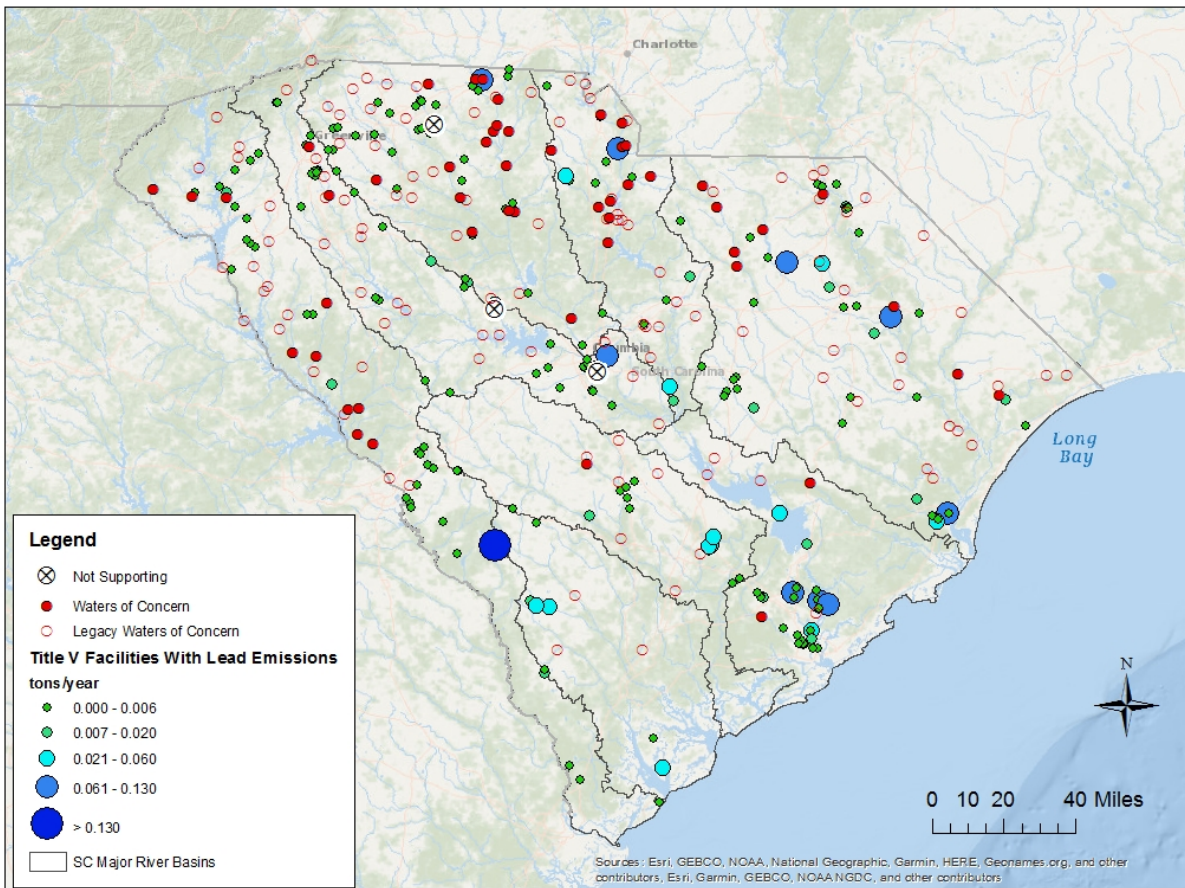 Charlotte
Greenville
Columbia
South Carolina
Long
Bay
Legend
Not Supporting
Waters of Concern
Legacy Waters of Concern
Title V Facilities With Lead Emissions
tons/year
0.000 - 0.006
0.007 - 0.020
0.021 - 0.060
0.061 - 0.130
> 0.130
SC Major River Basins
N
0 10 20 40 Miles
Sources: Esri, GEBCO, NOAA, National Geographic, Garmin, HERE, Geonames.org, and other
contributors, Esri, Garmin, GEBCO, NOAA NGDC, and other contributors